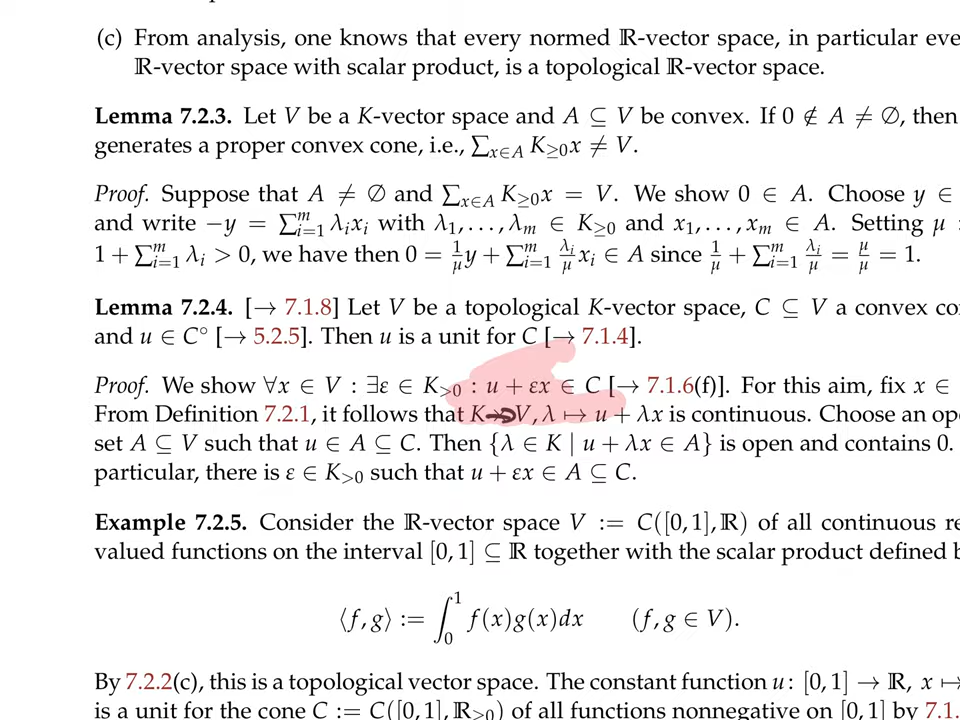 (c) From analysis, one knows that every normed ℝ-vector space, in particular eve
ℝ-vector space with scalar product, is a topological ℝ-vector space.
Lemma 7.2.3. Let V be a K-vector space and A ⊆ V be convex. If 0 ∉ A ≠ ∅, then
generates a proper convex cone, i.e., ∑_{x∈A} K_{≥0}x ≠ V.
Proof. Suppose that A ≠ ∅ and ∑_{x∈A} K_{≥0}x = V. We show 0 ∈ A. Choose y ∈
and write −y = ∑_{i=1}^m λ_i x_i with λ_1, . . . , λ_m ∈ K_{≥0} and x_1, . . . , x_m ∈ A. Setting μ
1 + ∑_{i=1}^m λ_i > 0, we have then 0 = 1/μ y + ∑_{i=1}^m λ_i/μ x_i ∈ A since 1/μ + ∑_{i=1}^m λ_i/μ = μ/μ = 1.
Lemma 7.2.4. [→ 7.1.8] Let V be a topological K-vector space, C ⊆ V a convex co
and u ∈ C° [→ 5.2.5]. Then u is a unit for C [→ 7.1.4].
Proof. We show ∀x ∈ V : ∃ε ∈ K_{>0} : u + εx ∈ C [→ 7.1.6(f)]. For this aim, fix x ∈
From Definition 7.2.1, it follows that K → V, λ ↦ u + λx is continuous. Choose an op
set A ⊆ V such that u ∈ A ⊆ C. Then {λ ∈ K | u + λx ∈ A} is open and contains 0.
particular, there is ε ∈ K_{>0} such that u + εx ∈ A ⊆ C.
Example 7.2.5. Consider the ℝ-vector space V := C([0, 1], ℝ) of all continuous re
valued functions on the interval [0, 1] ⊆ ℝ together with the scalar product defined b
⟨f, g⟩ := ∫_0^1 f(x)g(x)dx (f, g ∈ V).
By 7.2.2(c), this is a topological vector space. The constant function u : [0, 1] → ℝ, x ↦
is a unit for the cone C := C([0, 1], ℝ_{≥0}) of all functions nonnegative on [0, 1] by 7.1.